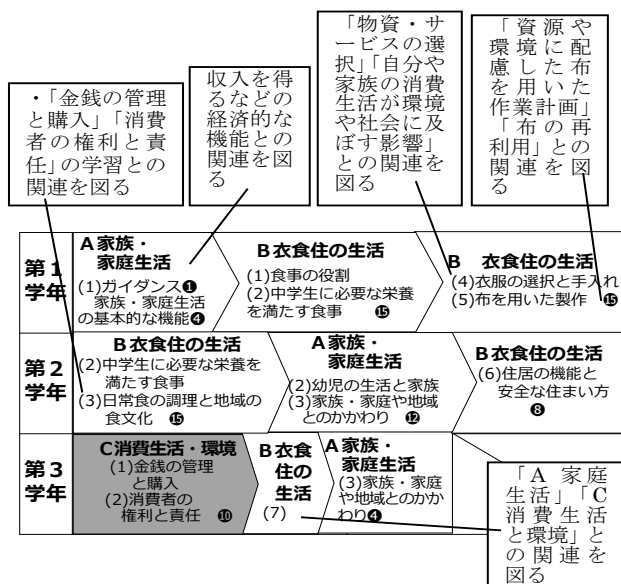 ・「金銭の管理
と購入」「消費
者の権利と責
任」の学習との
関連を図る
収入を得
るなどの
経済的な
機能との
関連を図
る
「物資・サ
ービスの選
択」「自分や
家族の消費
生活が環境
や社会に及
ぼす影響」
との関連を
図る
「資源や
環境に配
慮した布
を用いた
作業計画」
「布の再
利用」との
関連を図
る
第1
学年
A家族・
家庭生活
(1)ガイダンス❶
家族・家庭生活
の基本的な機能❹
B衣食住の生活
(1)食事の役割
(2)中学生に必要な栄養
を満たす食事 ⓯
B 衣食住の生活
(4)衣服の選択と手入れ
(5)布を用いた製作 ⓯
第2
学年
B衣食住の生活
(2)中学生に必要な栄養を
満たす食事
(3)日常食の調理と地域の
食文化 ⓯
A家族・
家庭生活
(2)幼児の生活と家族
(3)家族・家庭や地域
とのかかわり ⓬
B衣食住の生活
(6)住居の機能と
安全な住まい方
❽
第3
学年
C消費生活・環境
(1)金銭の管理
と購入
(2)消費者の
権利と責任 ❿
B衣食
住の
生活
(7)
A家族・
家庭生活
(3)家族・家庭
や地域とのかか
わり❹
「A 家庭
生活」「C
消費生活
と環境」と
の関連を
図る